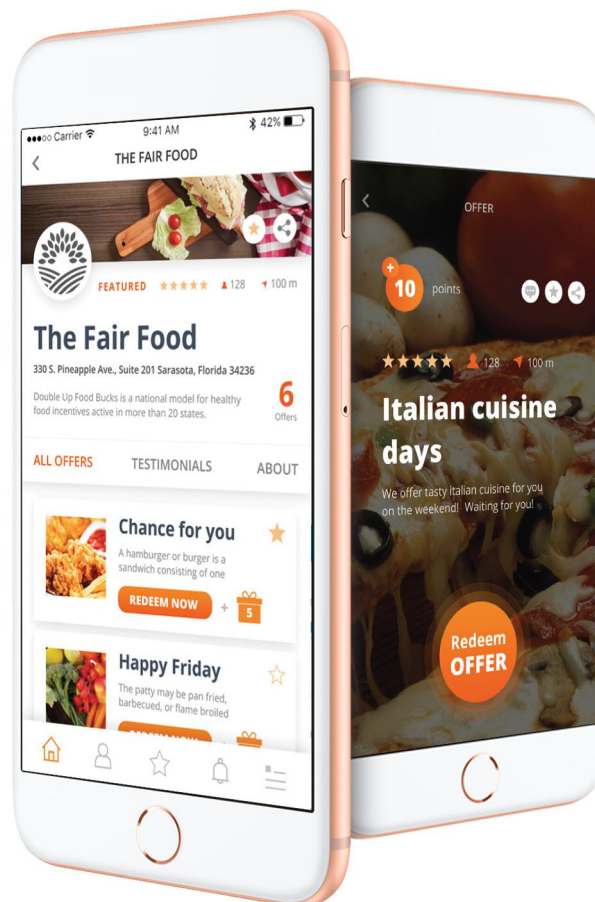 ●●●○○ Carrier 9:41 AM 42%
THE FAIR FOOD
FEATURED 128 100 m
The Fair Food
330 S. Pineapple Ave., Suite 201 Sarasota, Florida 34236
Double Up Food Bucks is a national model for healthy
food incentives active in more than 20 states.
6
Offers
ALL OFFERS TESTIMONIALS ABOUT
Chance for you
A hamburger or burger is a
sandwich consisting of one
REDEEM NOW + 5
Happy Friday
The patty may be pan fried,
barbecued, or flame broiled
REDEEM NOW +
OFFER
+
10 points
128 100 m
Italian cuisine
days
We offer tasty italian cuisine for you
on the weekend! Waiting for you!
Redeem
OFFER